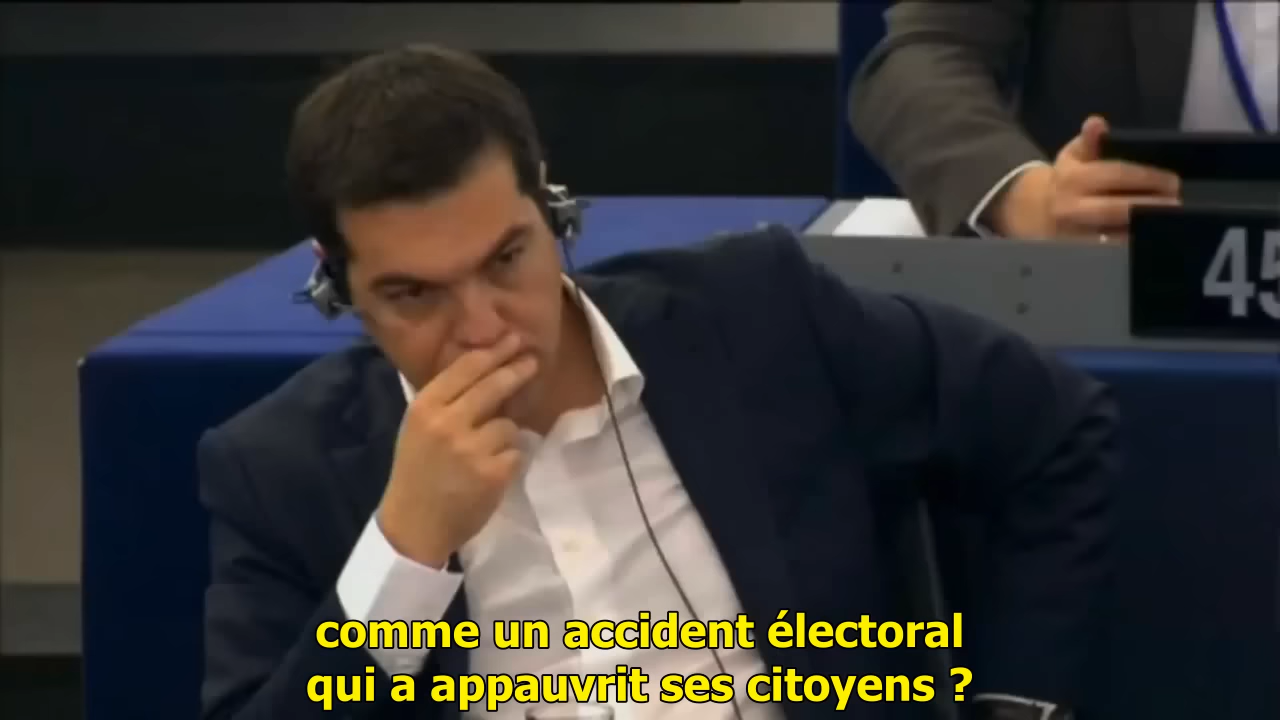 45
comme un accident électoral
qui a appauvrit ses citoyens ?